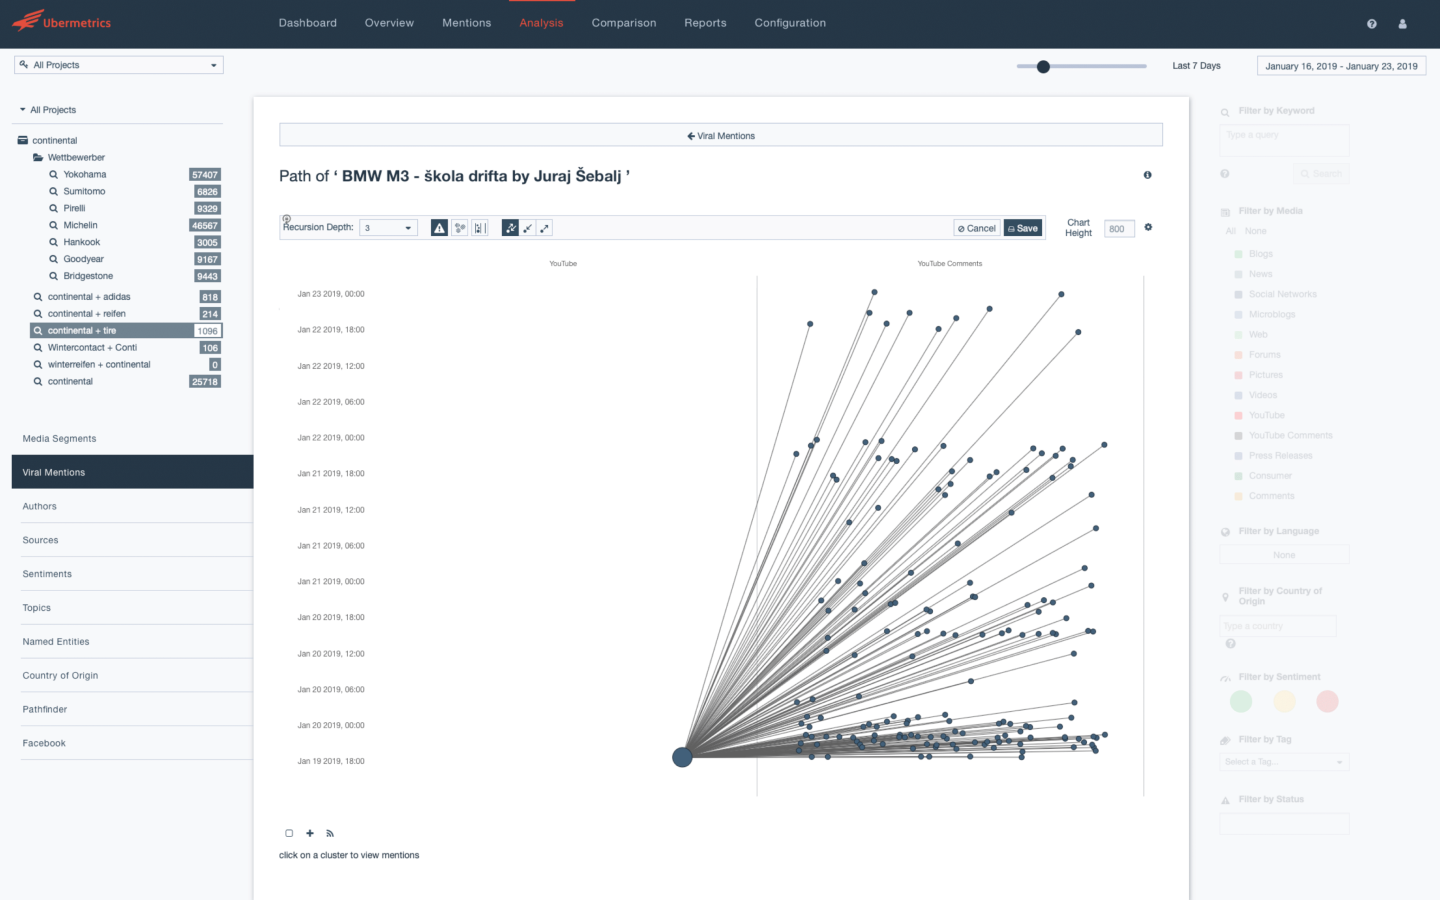 Ubermetrics
Dashboard
Overview
Mentions
Analysis
Comparison
Reports
Configuration
All Projects
Last 7 Days
January 16, 2019 - January 23, 2019
All Projects
continental
Wettbewerber
Yokohama 57407
Sumitomo 6826
Pirelli 9329
Michelin 46567
Hankook 3005
Goodyear 9167
Bridgestone 9443
continental + adidas 818
continental + reifen 214
continental + tire 1096
Wintercontact + Conti 106
winterreifen + continental 0
continental 25718
Media Segments
Viral Mentions
Authors
Sources
Sentiments
Topics
Named Entities
Country of Origin
Pathfinder
Facebook
Viral Mentions
Path of ‘ BMW M3 - škola drifta by Juraj Šebalj ’
Recursion Depth: 3
Cancel
Save
Chart
Height
800
YouTube
YouTube Comments
Jan 23 2019, 00:00
Jan 22 2019, 18:00
Jan 22 2019, 12:00
Jan 22 2019, 06:00
Jan 22 2019, 00:00
Jan 21 2019, 18:00
Jan 21 2019, 12:00
Jan 21 2019, 06:00
Jan 21 2019, 00:00
Jan 20 2019, 18:00
Jan 20 2019, 12:00
Jan 20 2019, 06:00
Jan 20 2019, 00:00
Jan 19 2019, 18:00
click on a cluster to view mentions
Filter by Keyword
Type a query
Search
Filter by Media
All None
Blogs
News
Social Networks
Microblogs
Web
Forums
Pictures
Videos
YouTube
YouTube Comments
Press Releases
Consumer
Comments
Filter by Language
None
Filter by Country of
Origin
Type a country
Filter by Sentiment
Filter by Tag
Select a Tag...
Filter by Status